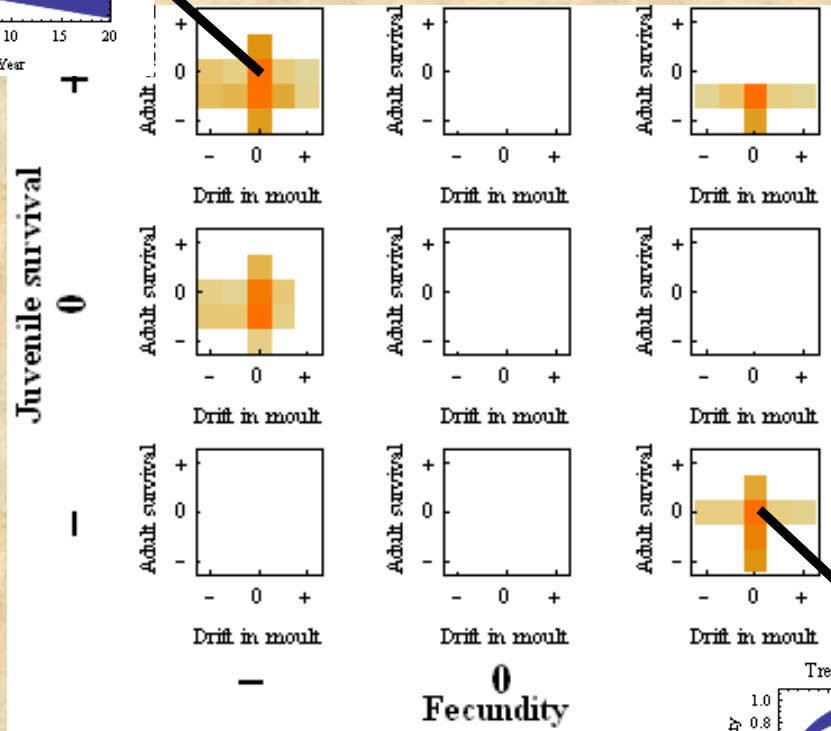 10 15 20
Year
+
Juvenile survival
0
–
Adult survival
+
0
–
– 0 +
Drift in moult
Adult survival
+
0
–
– 0 +
Drift in moult
Adult survival
+
0
–
– 0 +
Drift in moult
Adult survival
+
0
–
– 0 +
Drift in moult
Adult survival
+
0
–
– 0 +
Drift in moult
Adult survival
+
0
–
– 0 +
Drift in moult
Adult survival
+
0
–
– 0 +
Drift in moult
Adult survival
+
0
–
– 0 +
Drift in moult
Adult survival
+
0
–
– 0 +
Drift in moult
– 0
Fecundity
Tre
1.0
0.8